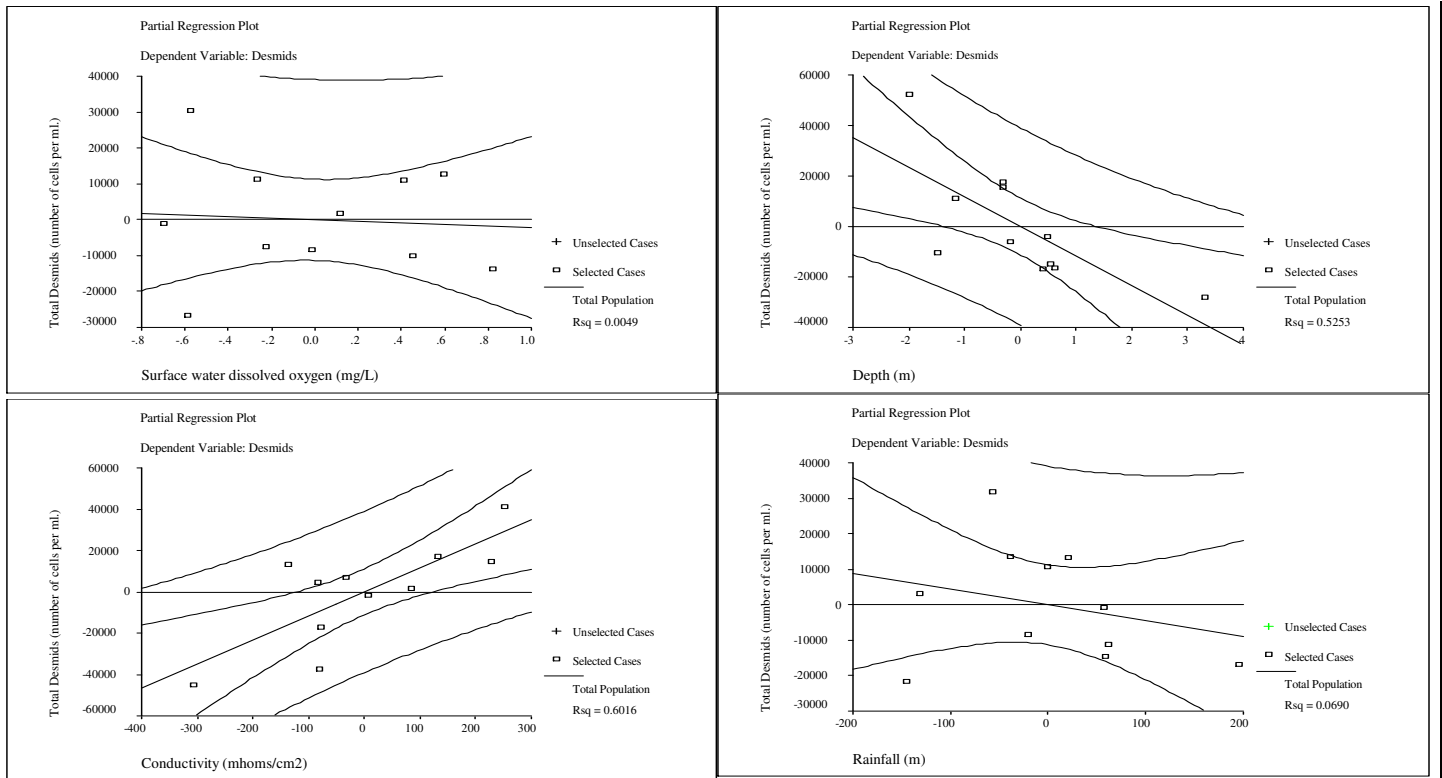 Partial Regression Plot
Dependent Variable: Desmids
Total Desmids (number of cells per ml.)
40000
30000
20000
10000
0
-10000
-20000
-30000
-.8
-.6
-.4
-.2
0.0
.2
.4
.6
.8
1.0
Surface water dissolved oxygen (mg/L)
Unselected Cases
Selected Cases
Total Population
Rsq = 0.0049
Partial Regression Plot
Dependent Variable: Desmids
Total Desmids (number of cells per ml.)
60000
40000
20000
0
-20000
-40000
-3
-2
-1
0
1
2
3
4
Depth (m)
Unselected Cases
Selected Cases
Total Population
Rsq = 0.5253
Partial Regression Plot
Dependent Variable: Desmids
Total Desmids (number of cells per ml.)
60000
40000
20000
0
-20000
-40000
-60000
-400
-300
-200
-100
0
100
200
300
Conductivity (mhoms/cm2)
Unselected Cases
Selected Cases
Total Population
Rsq = 0.6016
Partial Regression Plot
Dependent Variable: Desmids
Total Desmids (number of cells per ml.)
40000
30000
20000
10000
0
-10000
-20000
-30000
-200
-100
0
100
200
Rainfall (m)
Unselected Cases
Selected Cases
Total Population
Rsq = 0.0690